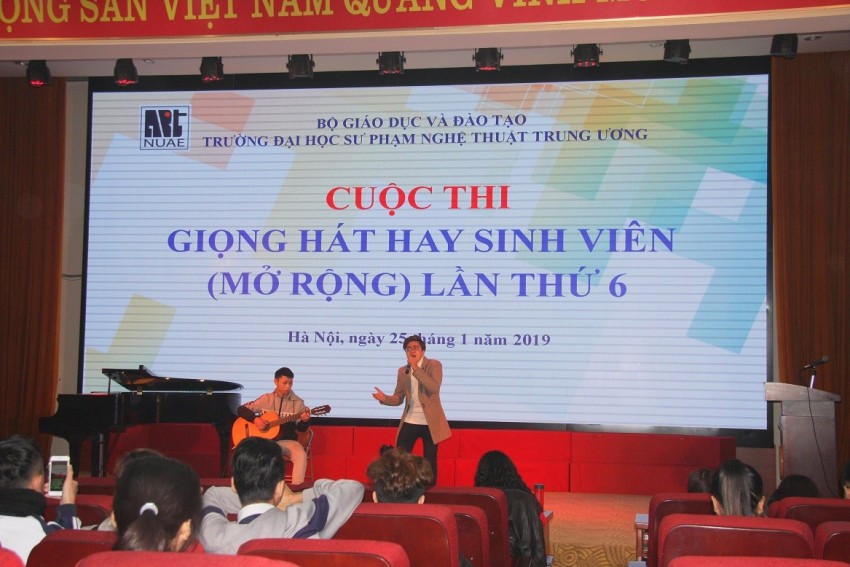 ỘNG SẢN VIỆT NAM QUANG VINH M
ART
NUAE
BỘ GIÁO DỤC VÀ ĐÀO TẠO
TRƯỜNG ĐẠI HỌC SƯ PHẠM NGHỆ THUẬT TRUNG ƯƠNG
CUỘC THI
GIỌNG HÁT HAY SINH VIÊN
(MỞ RỘNG) LẦN THỨ 6
Hà Nội, ngày 25 tháng 1 năm 2019